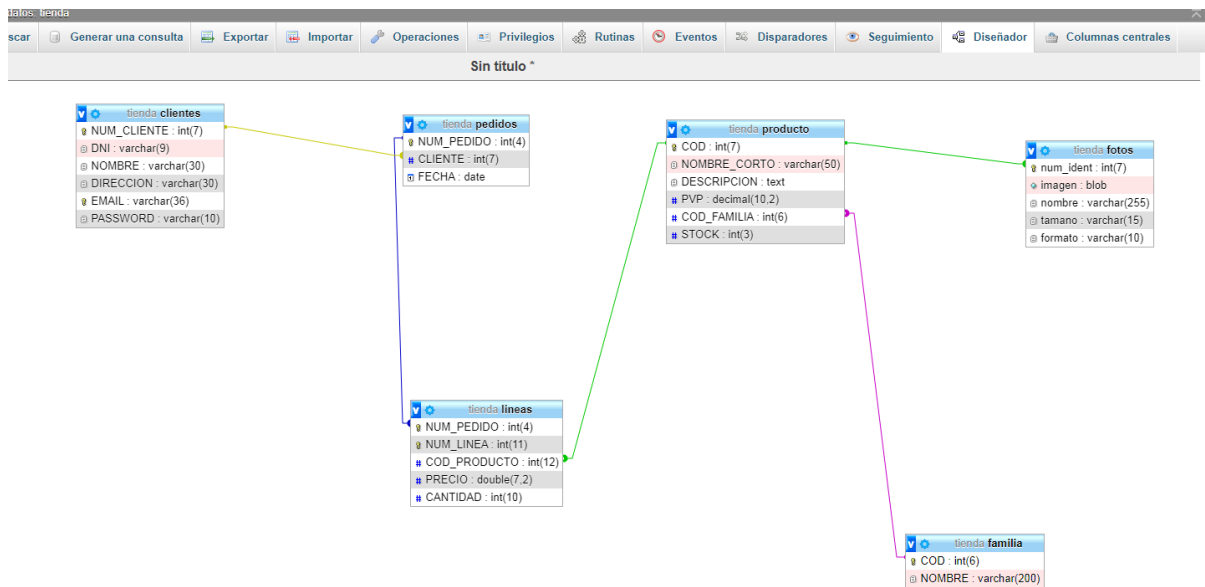 datos: tienda
scar Generar una consulta Exportar Importar Operaciones Privilegios Rutinas Eventos Disparadores Seguimiento Diseñador Columnas centrales
Sin título *
tienda clientes
NUM_CLIENTE : int(7)
DNI : varchar(9)
NOMBRE : varchar(30)
DIRECCION : varchar(30)
EMAIL : varchar(36)
PASSWORD : varchar(10)
tienda pedidos
NUM_PEDIDO : int(4)
CLIENTE : int(7)
FECHA : date
tienda producto
COD : int(7)
NOMBRE_CORTO : varchar(50)
DESCRIPCION : text
PVP : decimal(10,2)
COD_FAMILIA : int(6)
STOCK : int(3)
tienda fotos
num_ident : int(7)
imagen : blob
nombre : varchar(255)
tamano : varchar(15)
formato : varchar(10)
tienda lineas
NUM_PEDIDO : int(4)
NUM_LINEA : int(11)
COD_PRODUCTO : int(12)
PRECIO : double(7,2)
CANTIDAD : int(10)
tienda familia
COD : int(6)
NOMBRE : varchar(200)